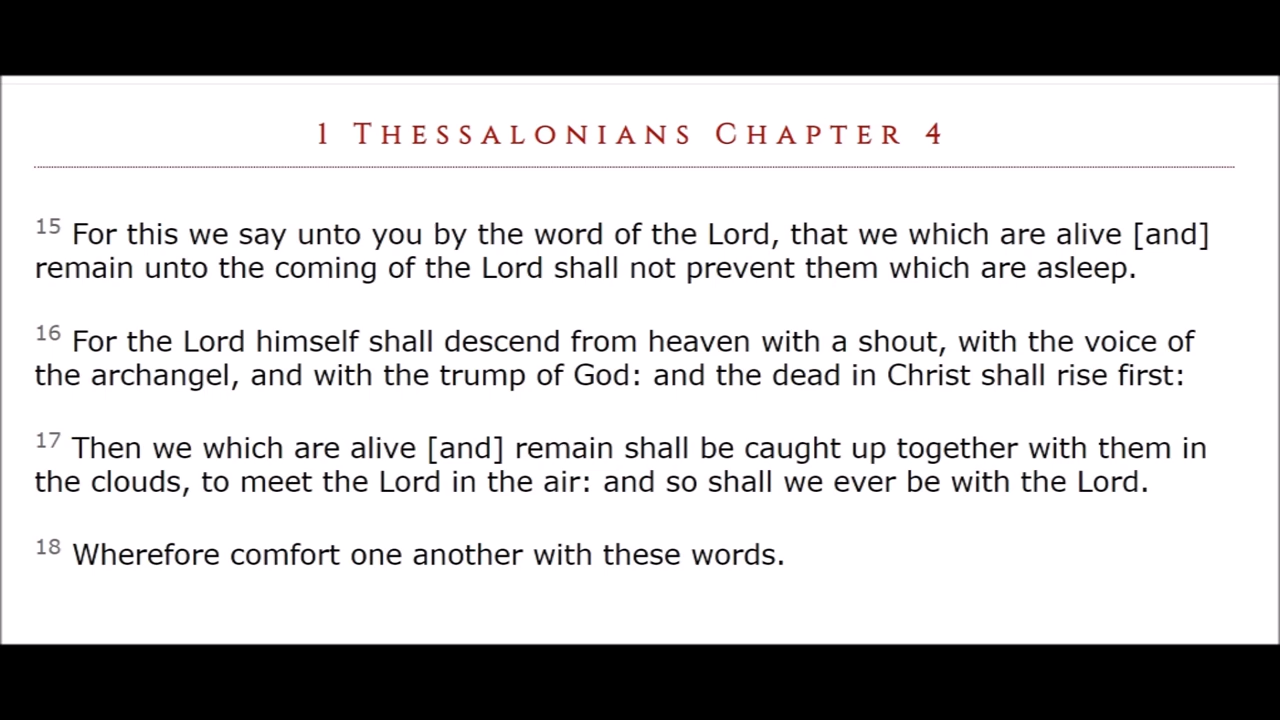 1 Thessalonians Chapter 4
15 For this we say unto you by the word of the Lord, that we which are alive [and]
remain unto the coming of the Lord shall not prevent them which are asleep.
16 For the Lord himself shall descend from heaven with a shout, with the voice of
the archangel, and with the trump of God: and the dead in Christ shall rise first:
17 Then we which are alive [and] remain shall be caught up together with them in
the clouds, to meet the Lord in the air: and so shall we ever be with the Lord.
18 Wherefore comfort one another with these words.